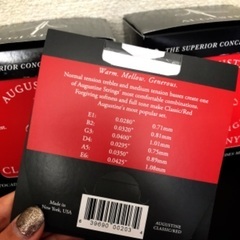 THE SUPERIOR CONC
AUGUSTI
Warm. Mellow. Generous.
Normal tension trebles and medium tension basses create one
of Augustine Strings' most comfortable combinations.
Forgiving softness and full tone make Classic/Red
Augustine's most popular set.
E1: 0.0280" 0.71mm
B2: 0.0320" 0.81mm
G3: 0.0400" 1.01mm
D4: 0.0295" 0.75mm
A5: 0.0350" 0.89mm
E6: 0.0425" 1.08mm
Made in
New York, USA
AUGUSTINE
CLASSIC/RED